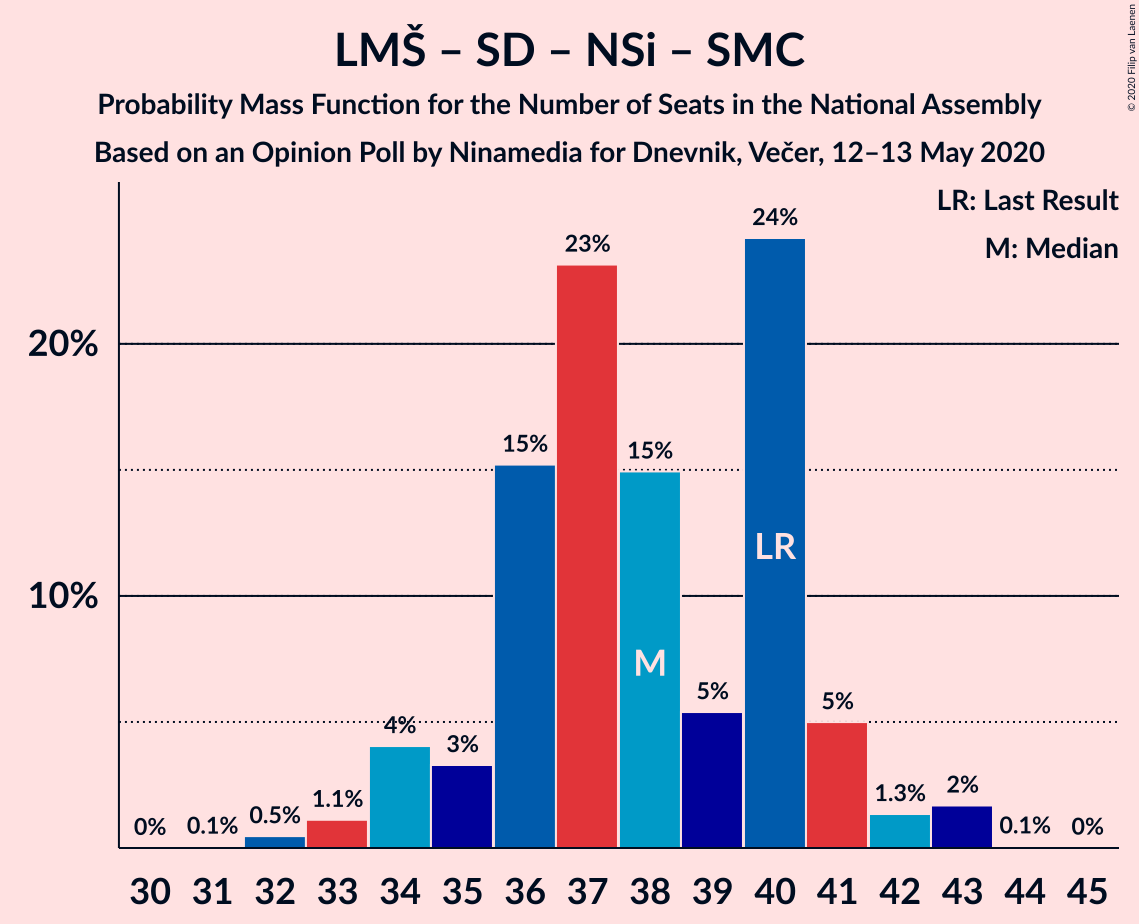 LMŠ – SD – NSi – SMC
Probability Mass Function for the Number of Seats in the National Assembly
Based on an Opinion Poll by Ninamedia for Dnevnik, Večer, 12–13 May 2020
© 2020 Filip van Laenen
LR: Last Result
M: Median
20%
10%
0% 0.1% 0.5% 1.1% 4% 3% 15% 23% 15% 5% 24% 5% 1.3% 2% 0.1% 0%
LR
M
30 31 32 33 34 35 36 37 38 39 40 41 42 43 44 45